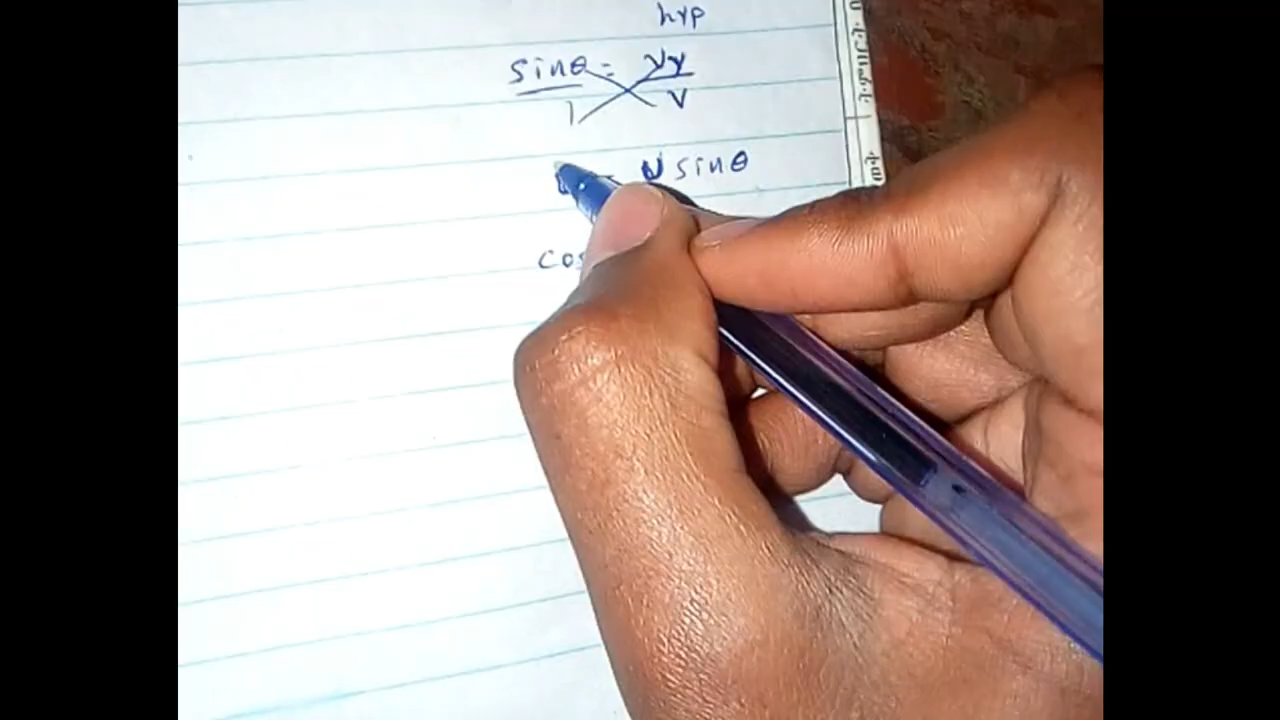 hyp
sinθ = Vy
1 V
= U sinθ
cos